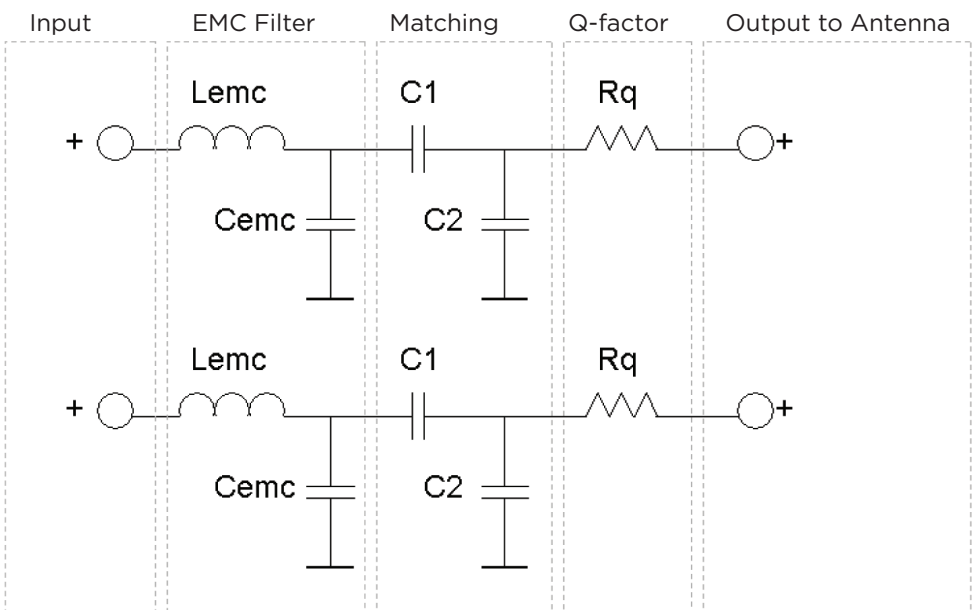 Input EMC Filter Matching Q-factor Output to Antenna
Lemc C1 Rq
+ +
Cemc C2
Lemc C1 Rq
+ +
Cemc C2